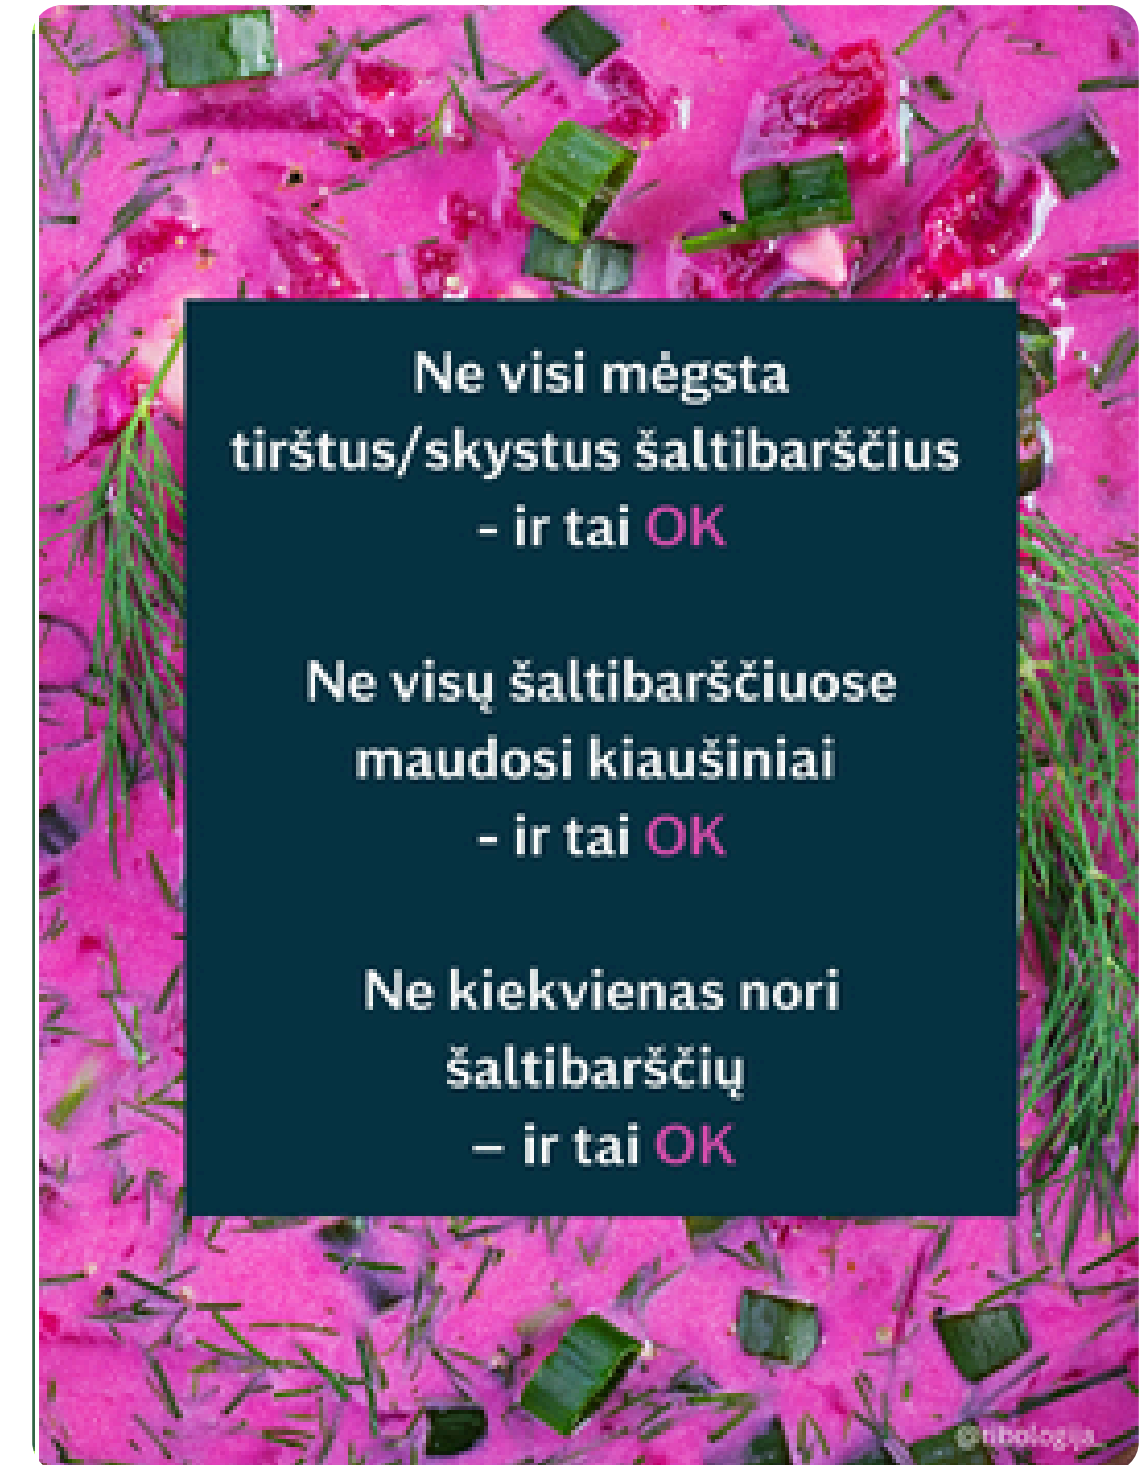 Ne visi mėgsta
tirštus/skystus šaltibarščius
- ir tai OK
Ne visų šaltibarščiuose
maudosi kiaušiniai
- ir tai OK
Ne kiekvienas nori
šaltibarščių
– ir tai OK
@ribologija_